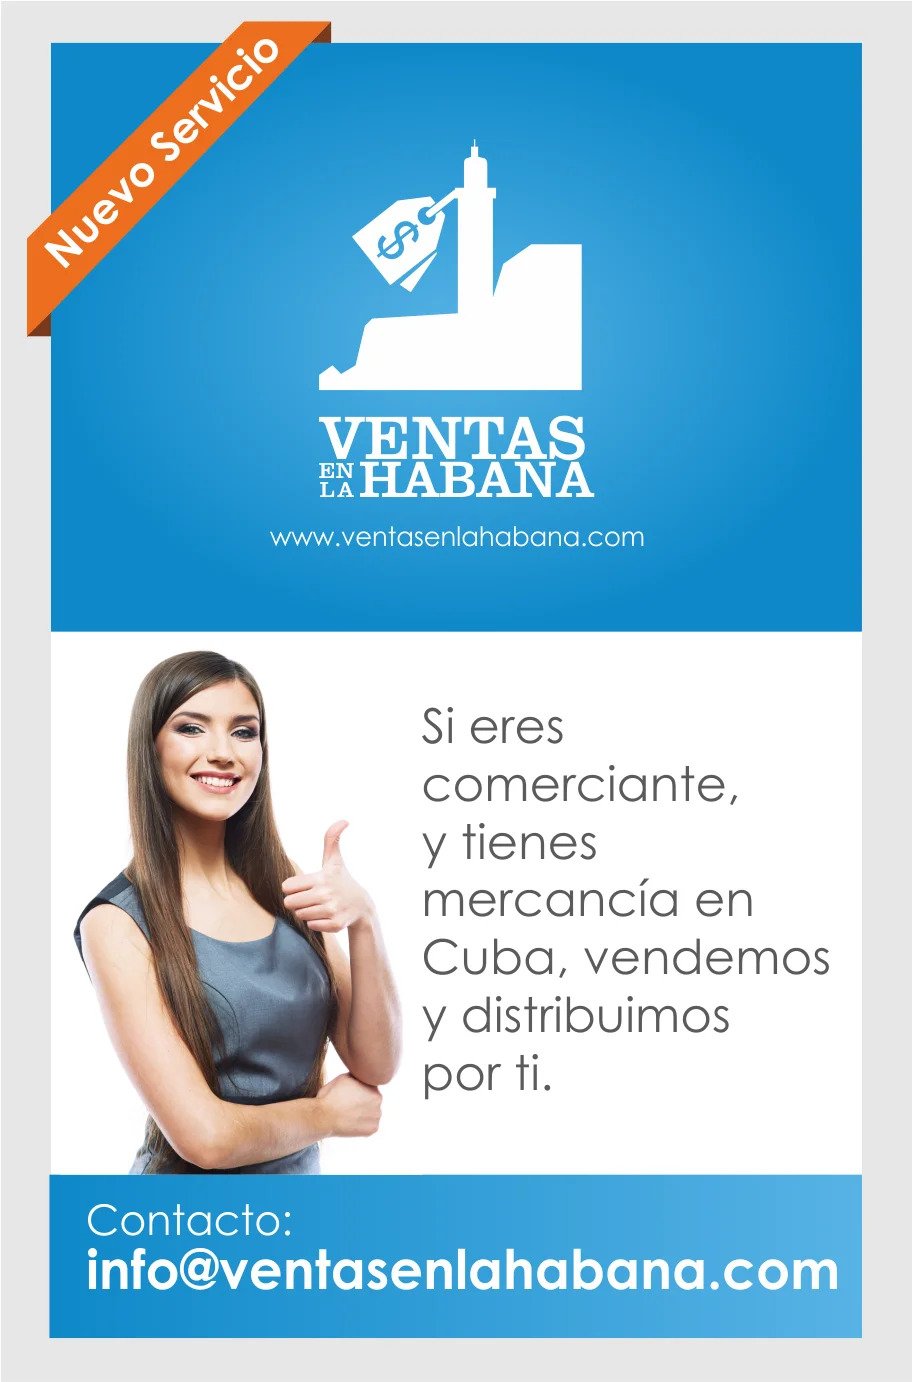 Nuevo Servicio
$
VENTAS
EN LA HABANA
www.ventasenlahabana.com
Si eres
comerciante,
y tienes
mercancía en
Cuba, vendemos
y distribuimos
por ti.
Contacto:
info@ventasenlahabana.com